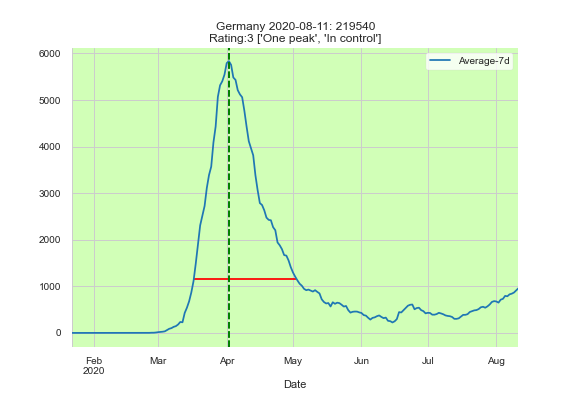 Germany 2020-08-11: 219540
Rating:3 ['One peak', 'In control']
Average-7d
6000
5000
4000
3000
2000
1000
0
Feb
2020
Mar
Apr
May
Jun
Jul
Aug
Date